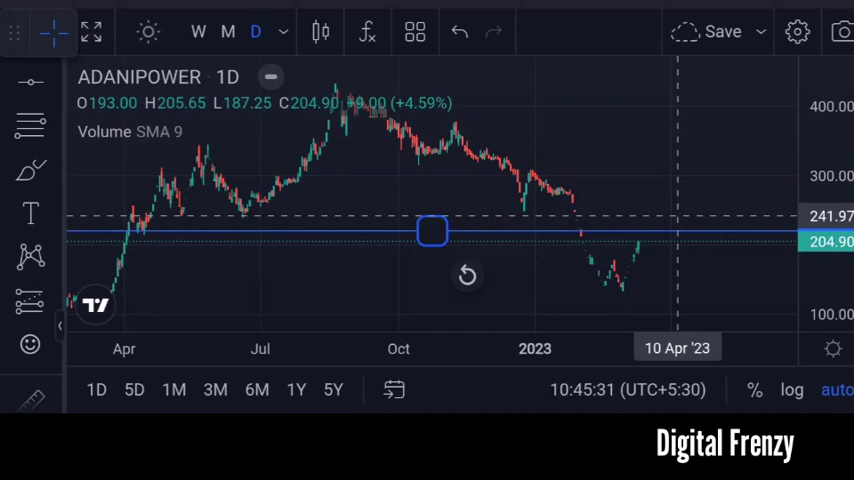 W M D Save
ADANIPOWER · 1D
O193.00 H205.65 L187.25 C204.90 +9.00 (+4.59%)
Volume SMA 9
400.00
300.00
241.97
204.90
100.00
Apr Jul Oct 2023 10 Apr '23
1D 5D 1M 3M 6M 1Y 5Y 10:45:31 (UTC+5:30) % log auto
Digital Frenzy